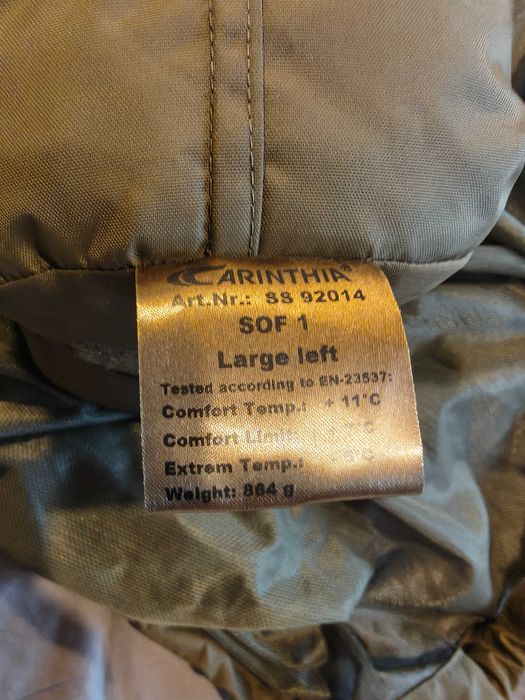 CARINTHIA®
Art.Nr.: SS 92014
SOF 1
Large left
Tested according to EN-23537:
Comfort Temp.: + 11°C
Comfort Limit:
Extrem Temp.:
Weight: 864 g